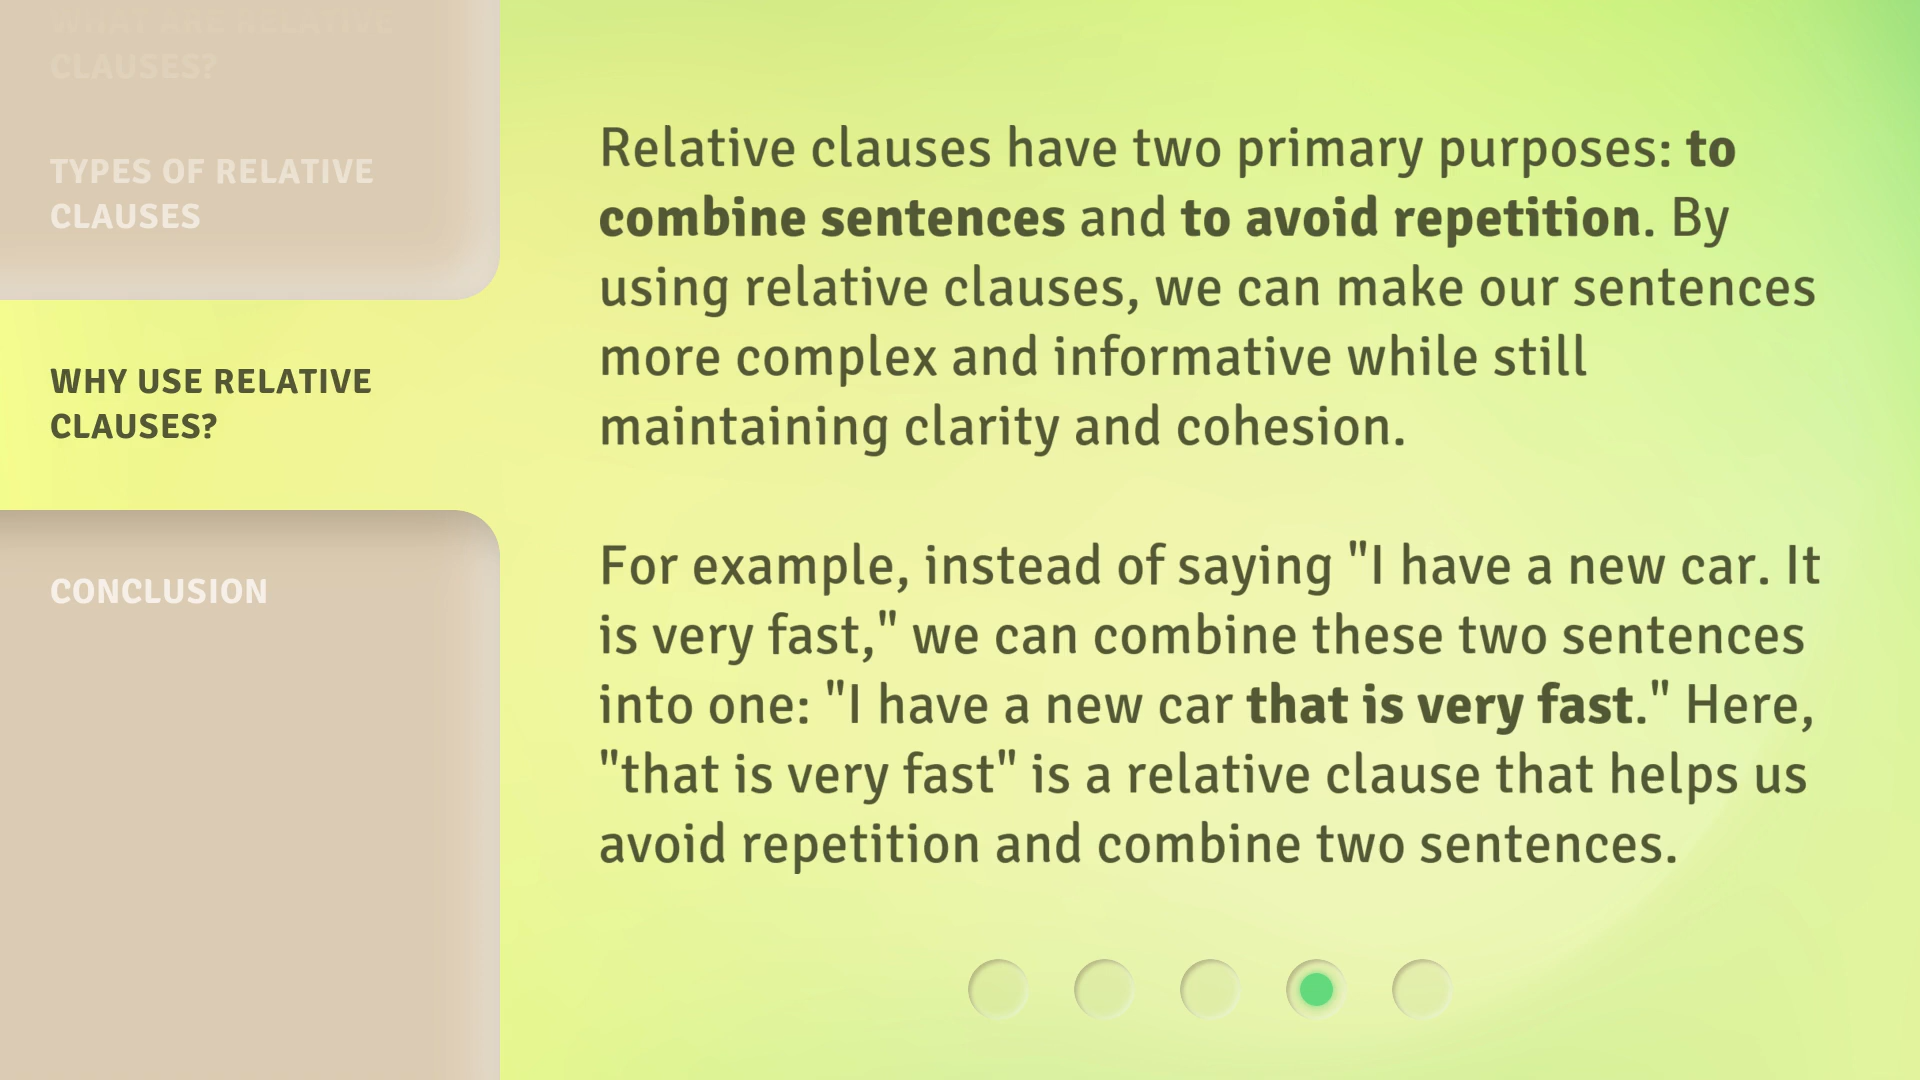 WHAT ARE RELATIVE
CLAUSES?
TYPES OF RELATIVE
CLAUSES
WHY USE RELATIVE
CLAUSES?
CONCLUSION
Relative clauses have two primary purposes: to
combine sentences and to avoid repetition. By
using relative clauses, we can make our sentences
more complex and informative while still
maintaining clarity and cohesion.
For example, instead of saying "I have a new car. It
is very fast," we can combine these two sentences
into one: "I have a new car that is very fast." Here,
"that is very fast" is a relative clause that helps us
avoid repetition and combine two sentences.